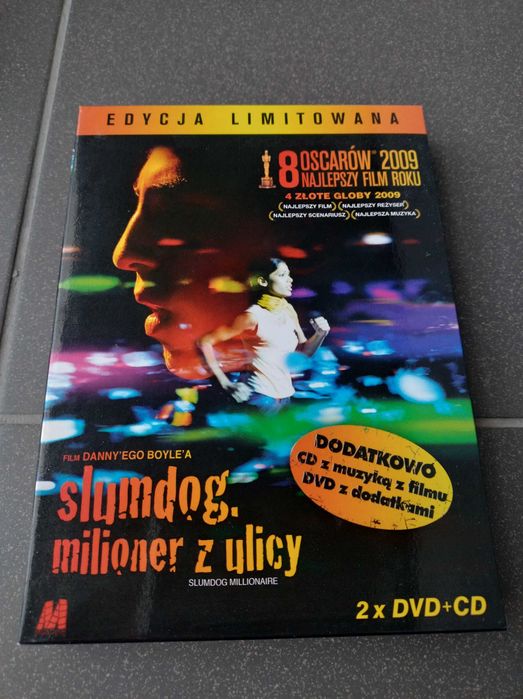 EDYCJA LIMITOWANA
8 OSCARÓW 2009
NAJLEPSZY FILM ROKU
4 ZŁOTE GLOBY 2009
NAJLEPSZY FILM NAJLEPSZY REŻYSER
NAJLEPSZY SCENARIUSZ NAJLEPSZA MUZYKA
FILM DANNY'EGO BOYLE'A
slumdog.
milioner z ulicy
SLUMDOG MILLIONAIRE
DODATKOWO
CD z muzyką z filmu
DVD z dodatkami
2 x DVD+CD